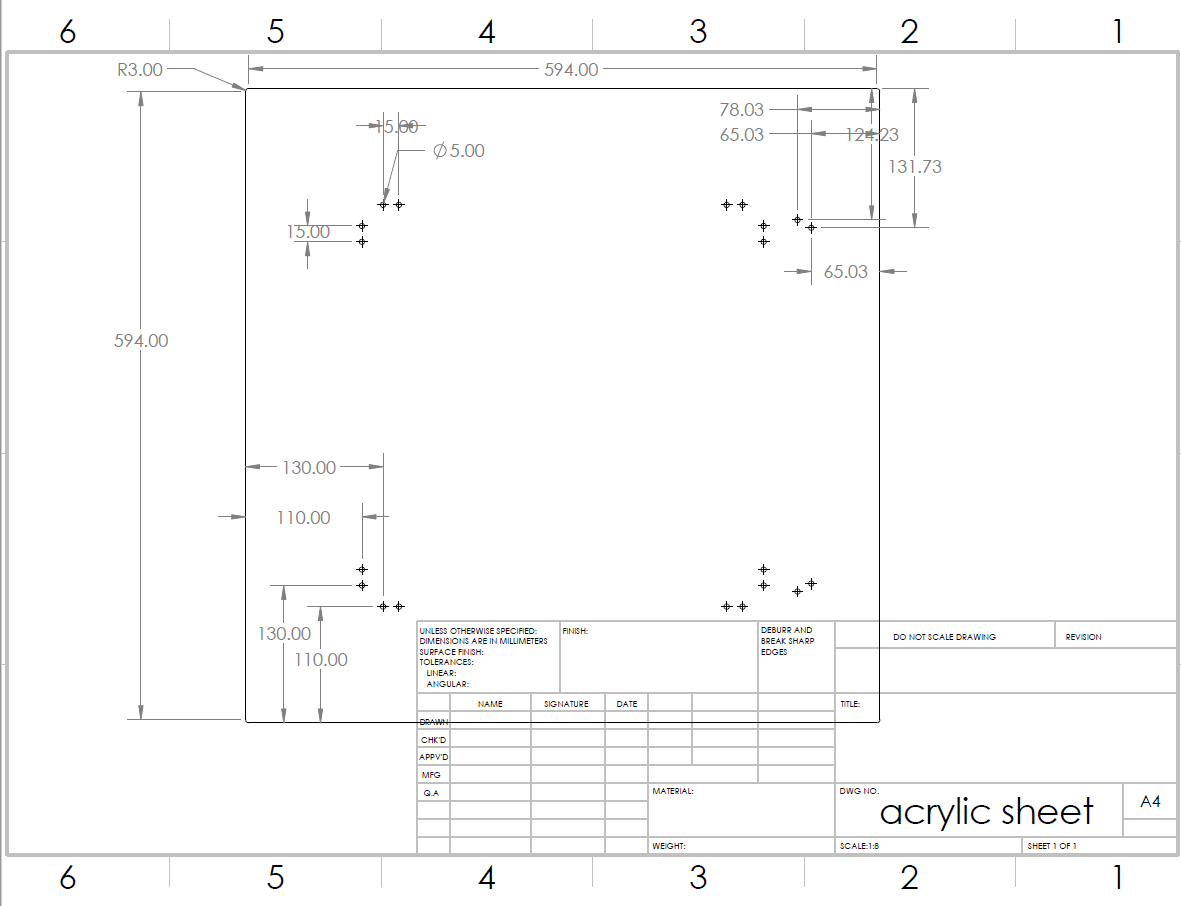 6 5 4 3 2 1
R3.00
594.00
78.03
15.00
65.03
124.23
⌀5.00
131.73
15.00
65.03
594.00
130.00
110.00
130.00
110.00
UNLESS OTHERWISE SPECIFIED:
DIMENSIONS ARE IN MILLIMETERS
SURFACE FINISH:
TOLERANCES:
LINEAR:
ANGULAR:
FINISH:
DEBURR AND
BREAK SHARP
EDGES
DO NOT SCALE DRAWING
REVISION
NAME
SIGNATURE
DATE
TITLE:
DRAWN
CHK'D
APPV'D
MFG
Q.A
MATERIAL:
DWG NO.
acrylic sheet
A4
WEIGHT:
SCALE:1:8
SHEET 1 OF 1
6 5 4 3 2 1